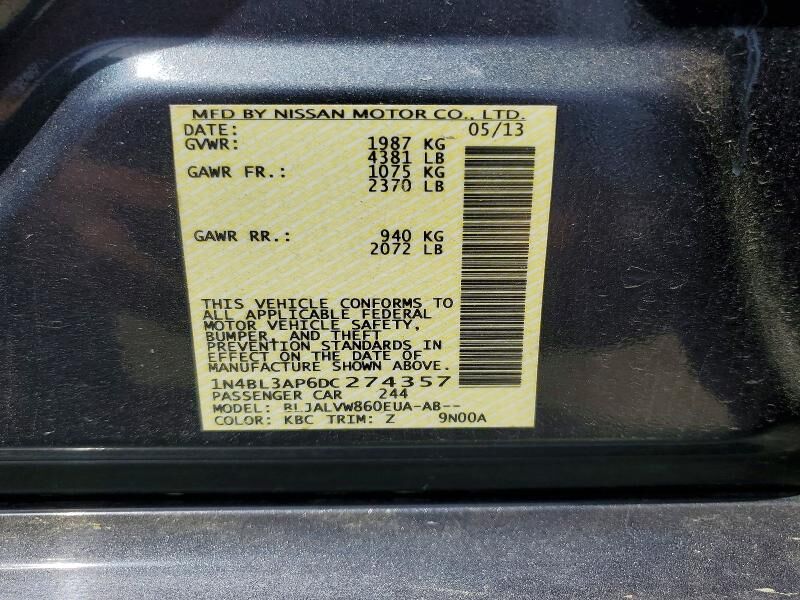 MFD BY NISSAN MOTOR CO., LTD.
DATE: 05/13
GVWR: 1987 KG
4381 LB
GAWR FR.: 1075 KG
2370 LB
GAWR RR.: 940 KG
2072 LB
THIS VEHICLE CONFORMS TO
ALL APPLICABLE FEDERAL
MOTOR VEHICLE SAFETY,
BUMPER, AND THEFT
PREVENTION STANDARDS IN
EFFECT ON THE DATE OF
MANUFACTURE SHOWN ABOVE.
1N4BL3AP6DC274357
PASSENGER CAR 244
MODEL: BLJALVW860EUA-AB--
COLOR: KBC TRIM: Z 9N00A